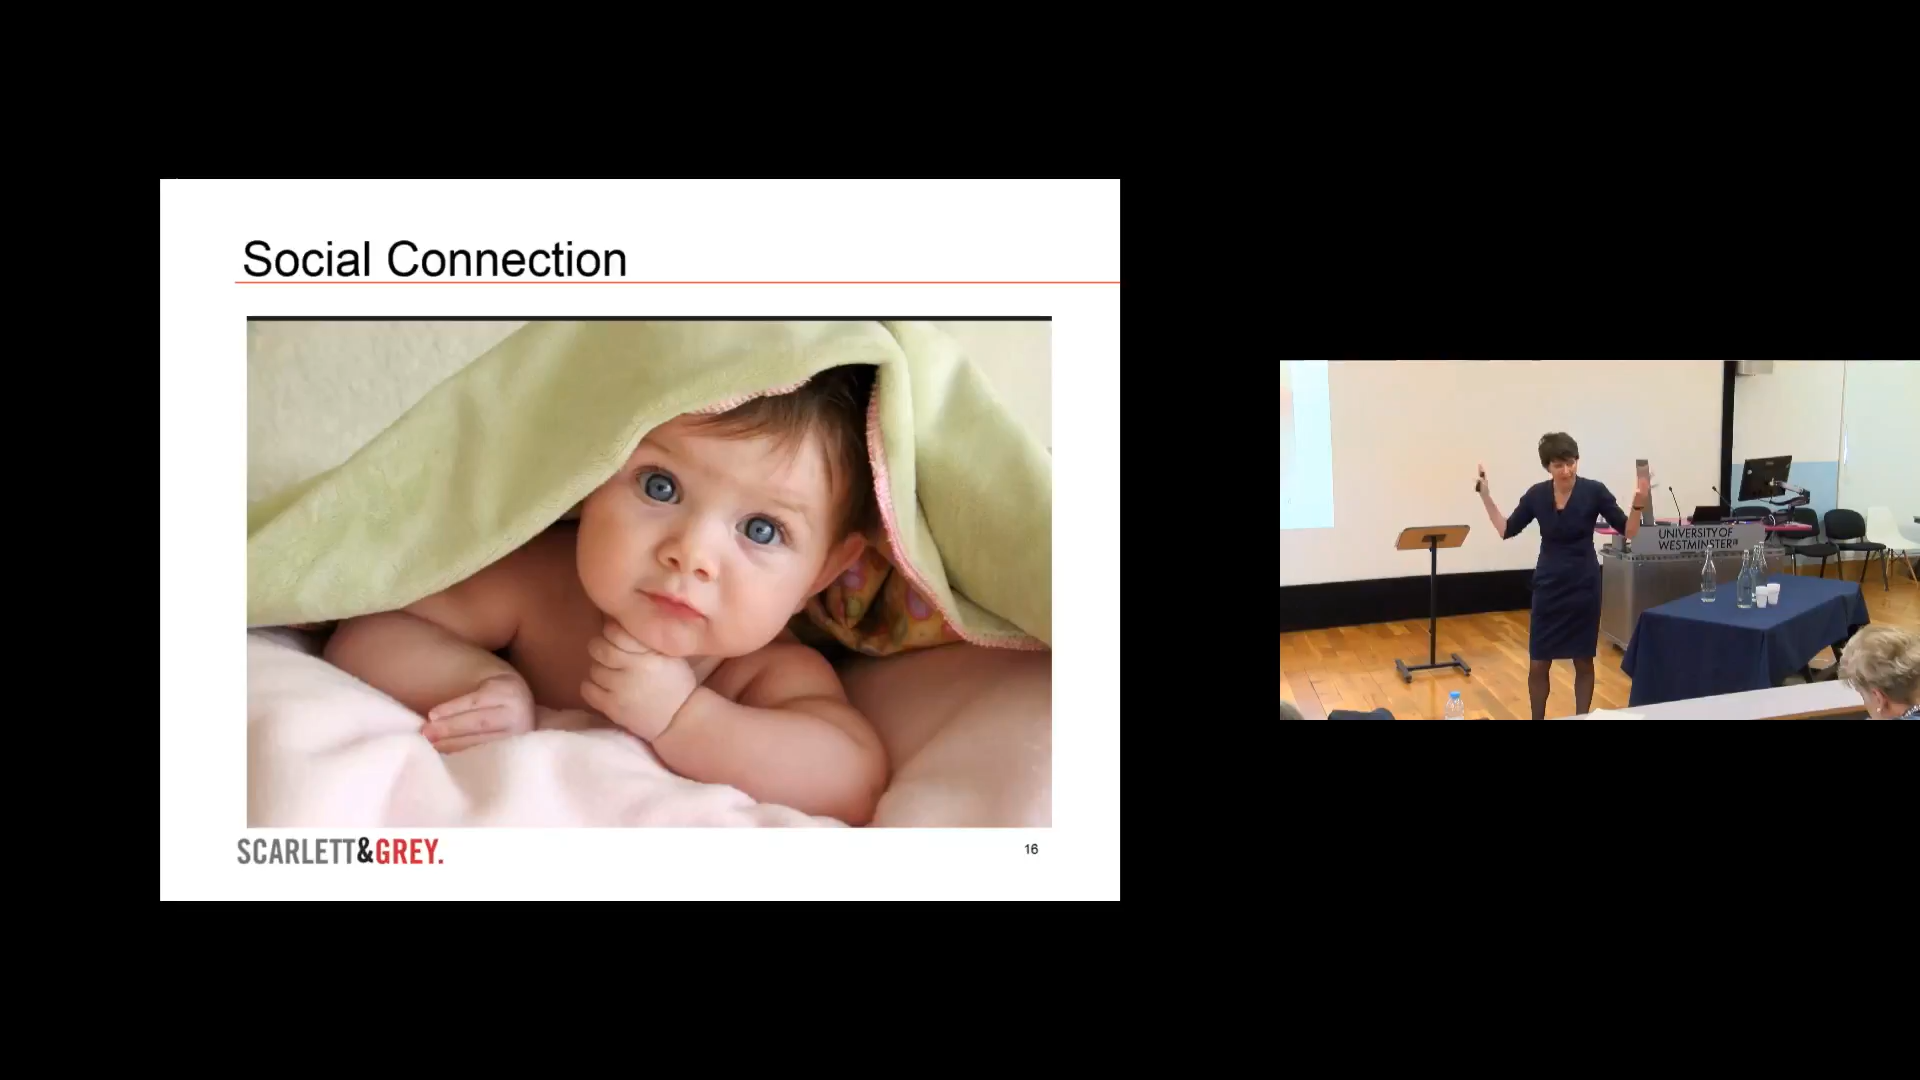 Social Connection
SCARLETT&GREY.
16
UNIVERSITY OF
WESTMINSTER